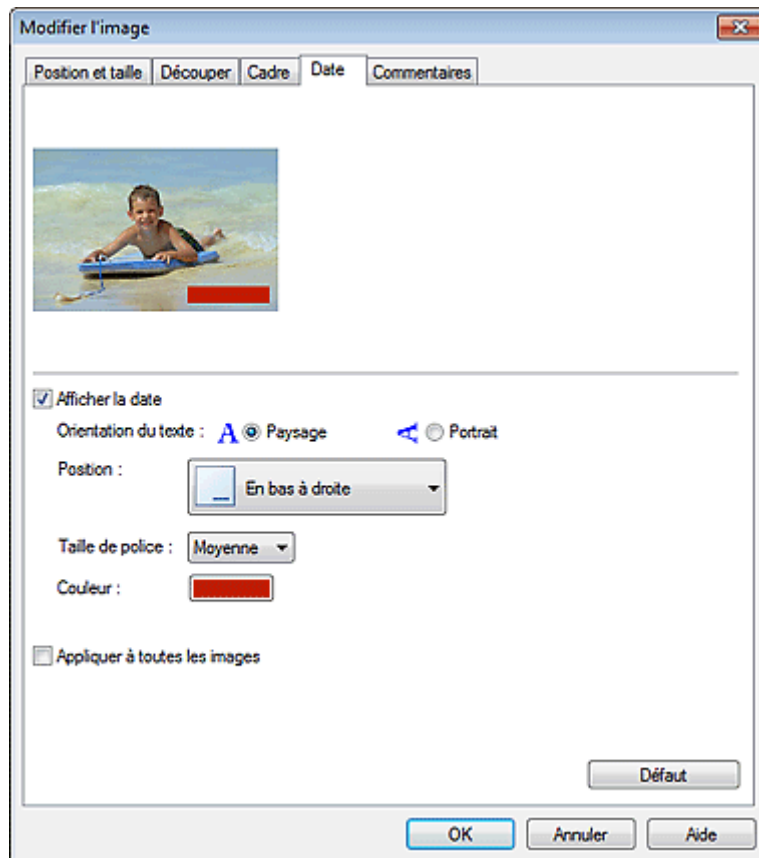 Modifier l'image
Position et taille Découper Cadre Date Commentaires
Afficher la date
Orientation du texte : A Paysage A Portrait
Position : En bas à droite
Taille de police : Moyenne
Couleur :
Appliquer à toutes les images
Défaut
OK Annuler Aide